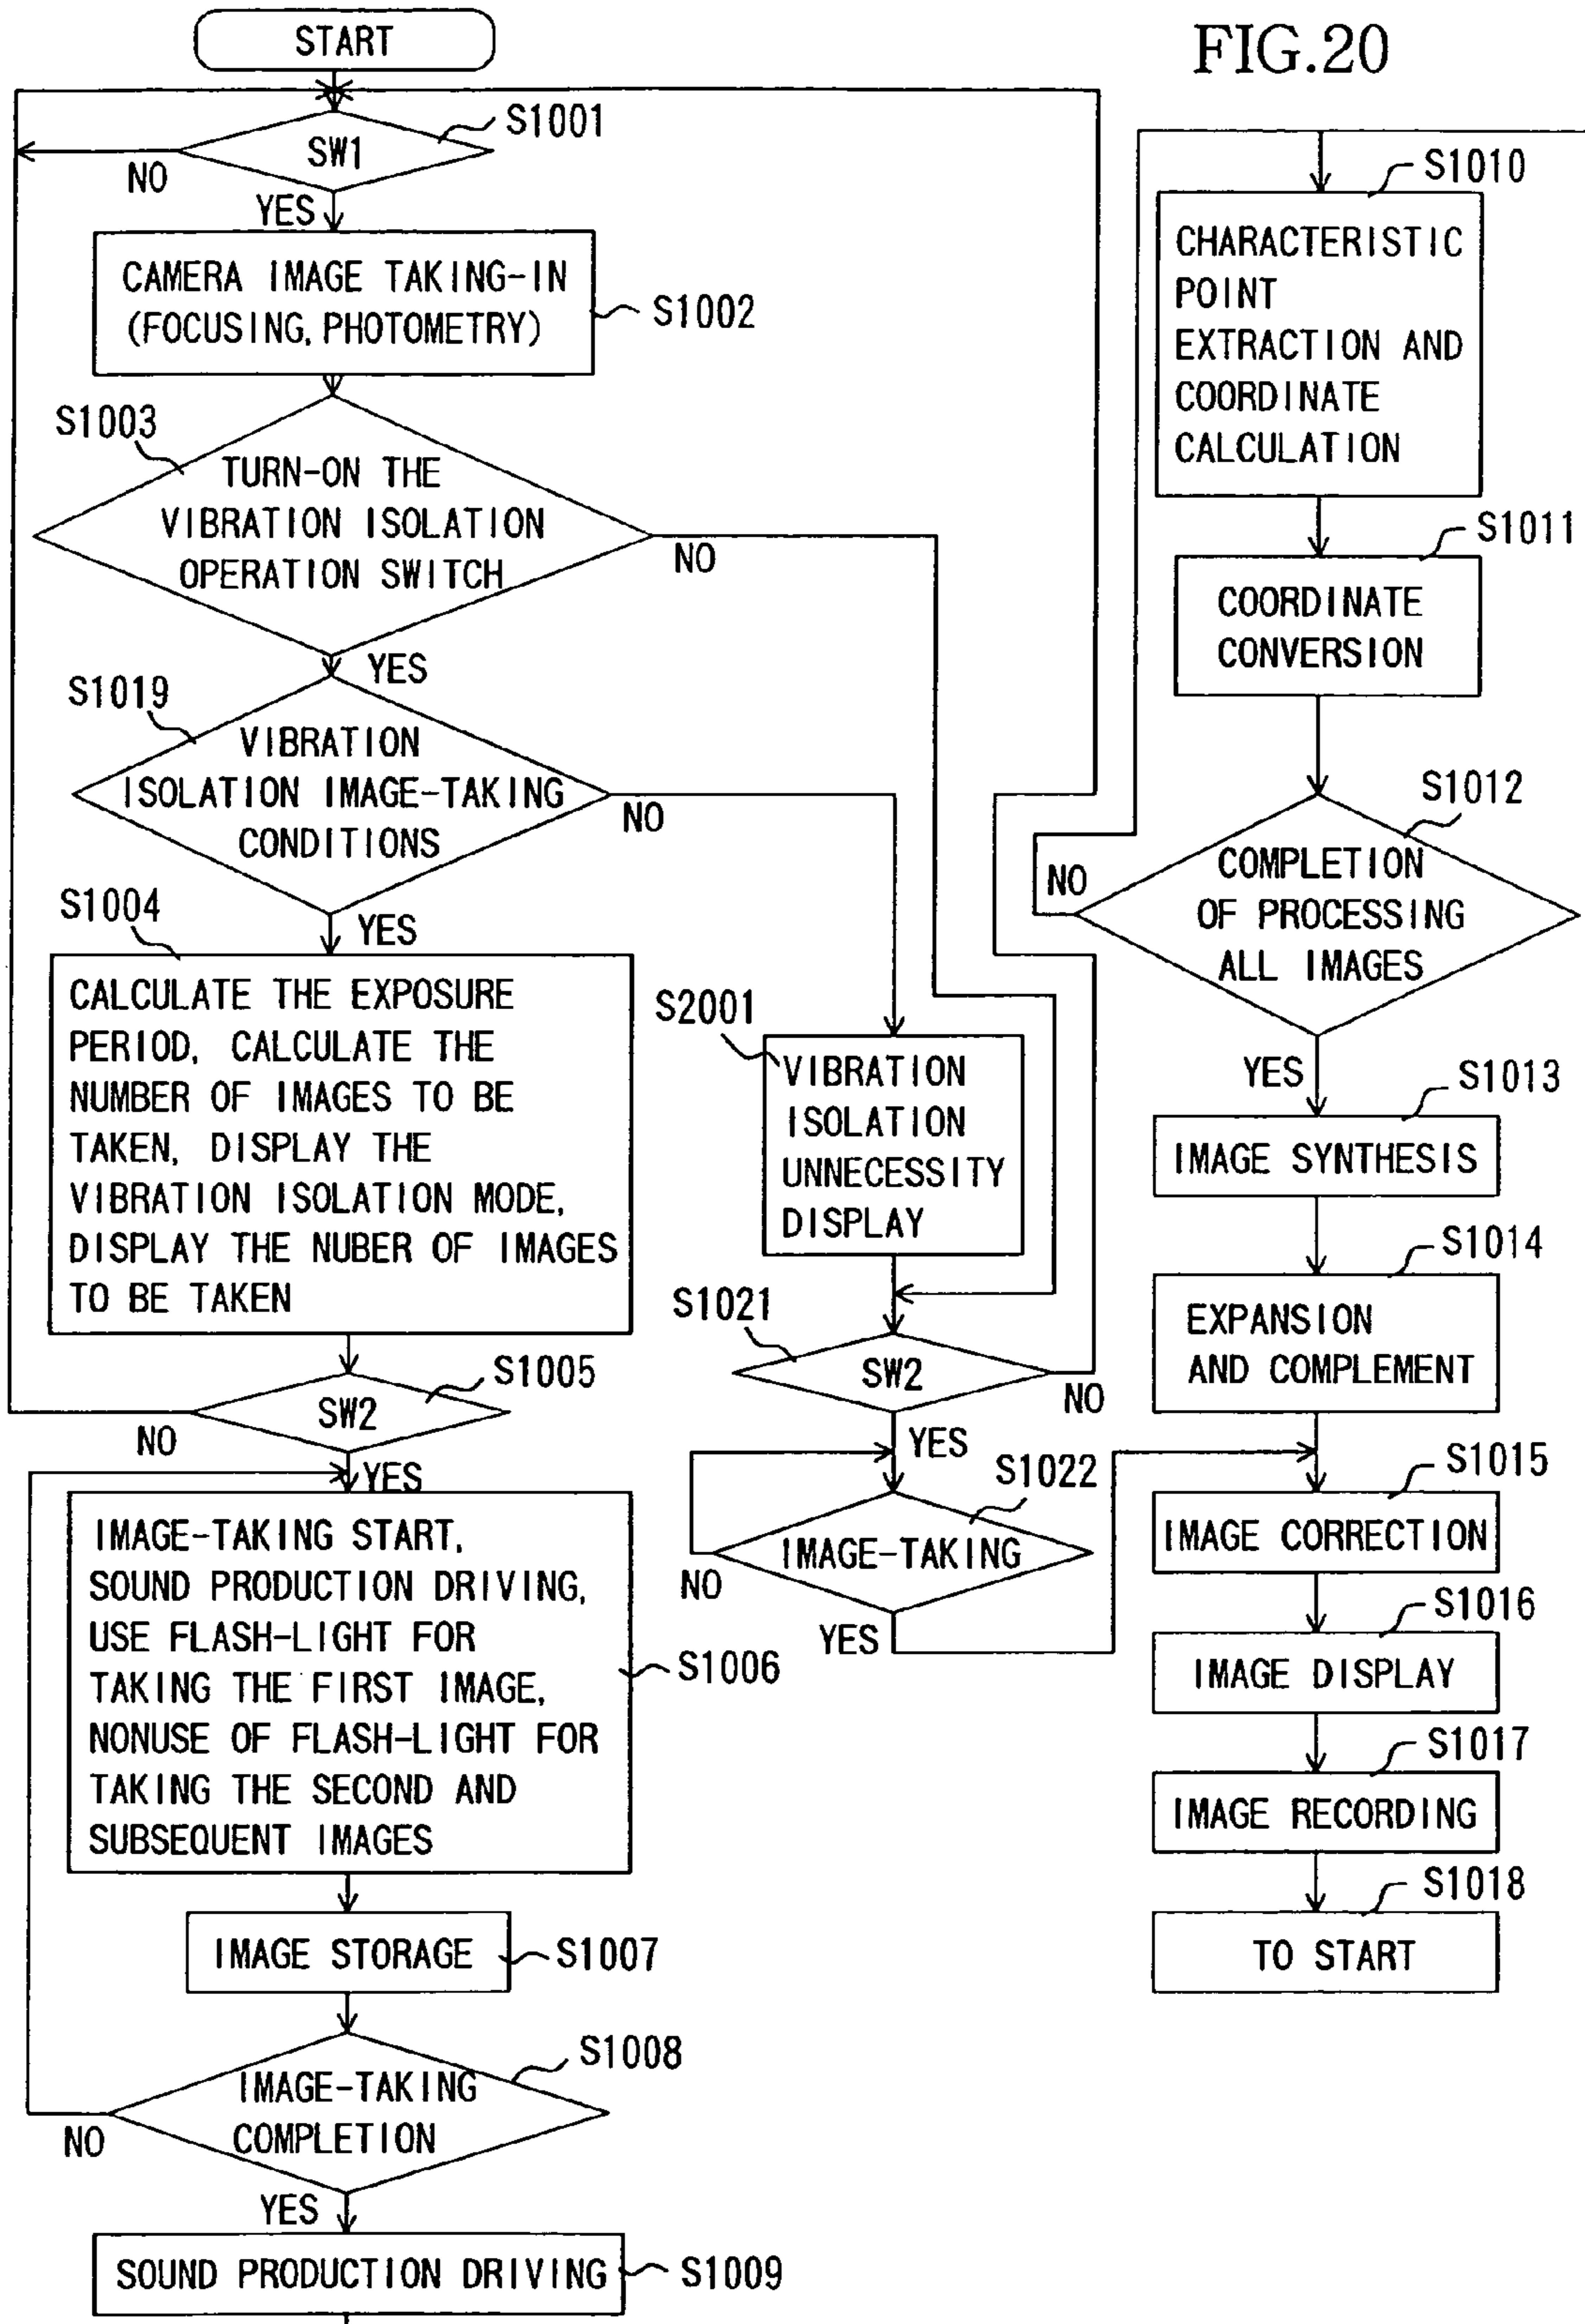 FIG.20
START
SW1
S1001
NO
YES
CAMERA IMAGE TAKING-IN
(FOCUSING, PHOTOMETRY)
S1002
S1003
TURN-ON THE
VIBRATION ISOLATION
OPERATION SWITCH
NO
YES
S1019
VIBRATION
ISOLATION IMAGE-TAKING
CONDITIONS
NO
YES
S1004
CALCULATE THE EXPOSURE
PERIOD, CALCULATE THE
NUMBER OF IMAGES TO BE
TAKEN, DISPLAY THE
VIBRATION ISOLATION MODE,
DISPLAY THE NUBER OF IMAGES
TO BE TAKEN
S1005
SW2
NO
YES
IMAGE-TAKING START,
SOUND PRODUCTION DRIVING,
USE FLASH-LIGHT FOR
TAKING THE FIRST IMAGE,
NONUSE OF FLASH-LIGHT FOR
TAKING THE SECOND AND
SUBSEQUENT IMAGES
S1006
IMAGE STORAGE
S1007
S1008
IMAGE-TAKING
COMPLETION
NO
YES
SOUND PRODUCTION DRIVING
S1009
S2001
VIBRATION
ISOLATION
UNNECESSITY
DISPLAY
S1021
SW2
NO
YES
S1022
IMAGE-TAKING
NO
YES
S1010
CHARACTERISTIC
POINT
EXTRACTION AND
COORDINATE
CALCULATION
S1011
COORDINATE
CONVERSION
S1012
COMPLETION
OF PROCESSING
ALL IMAGES
NO
YES
S1013
IMAGE SYNTHESIS
S1014
EXPANSION
AND COMPLEMENT
S1015
IMAGE CORRECTION
S1016
IMAGE DISPLAY
S1017
IMAGE RECORDING
S1018
TO START